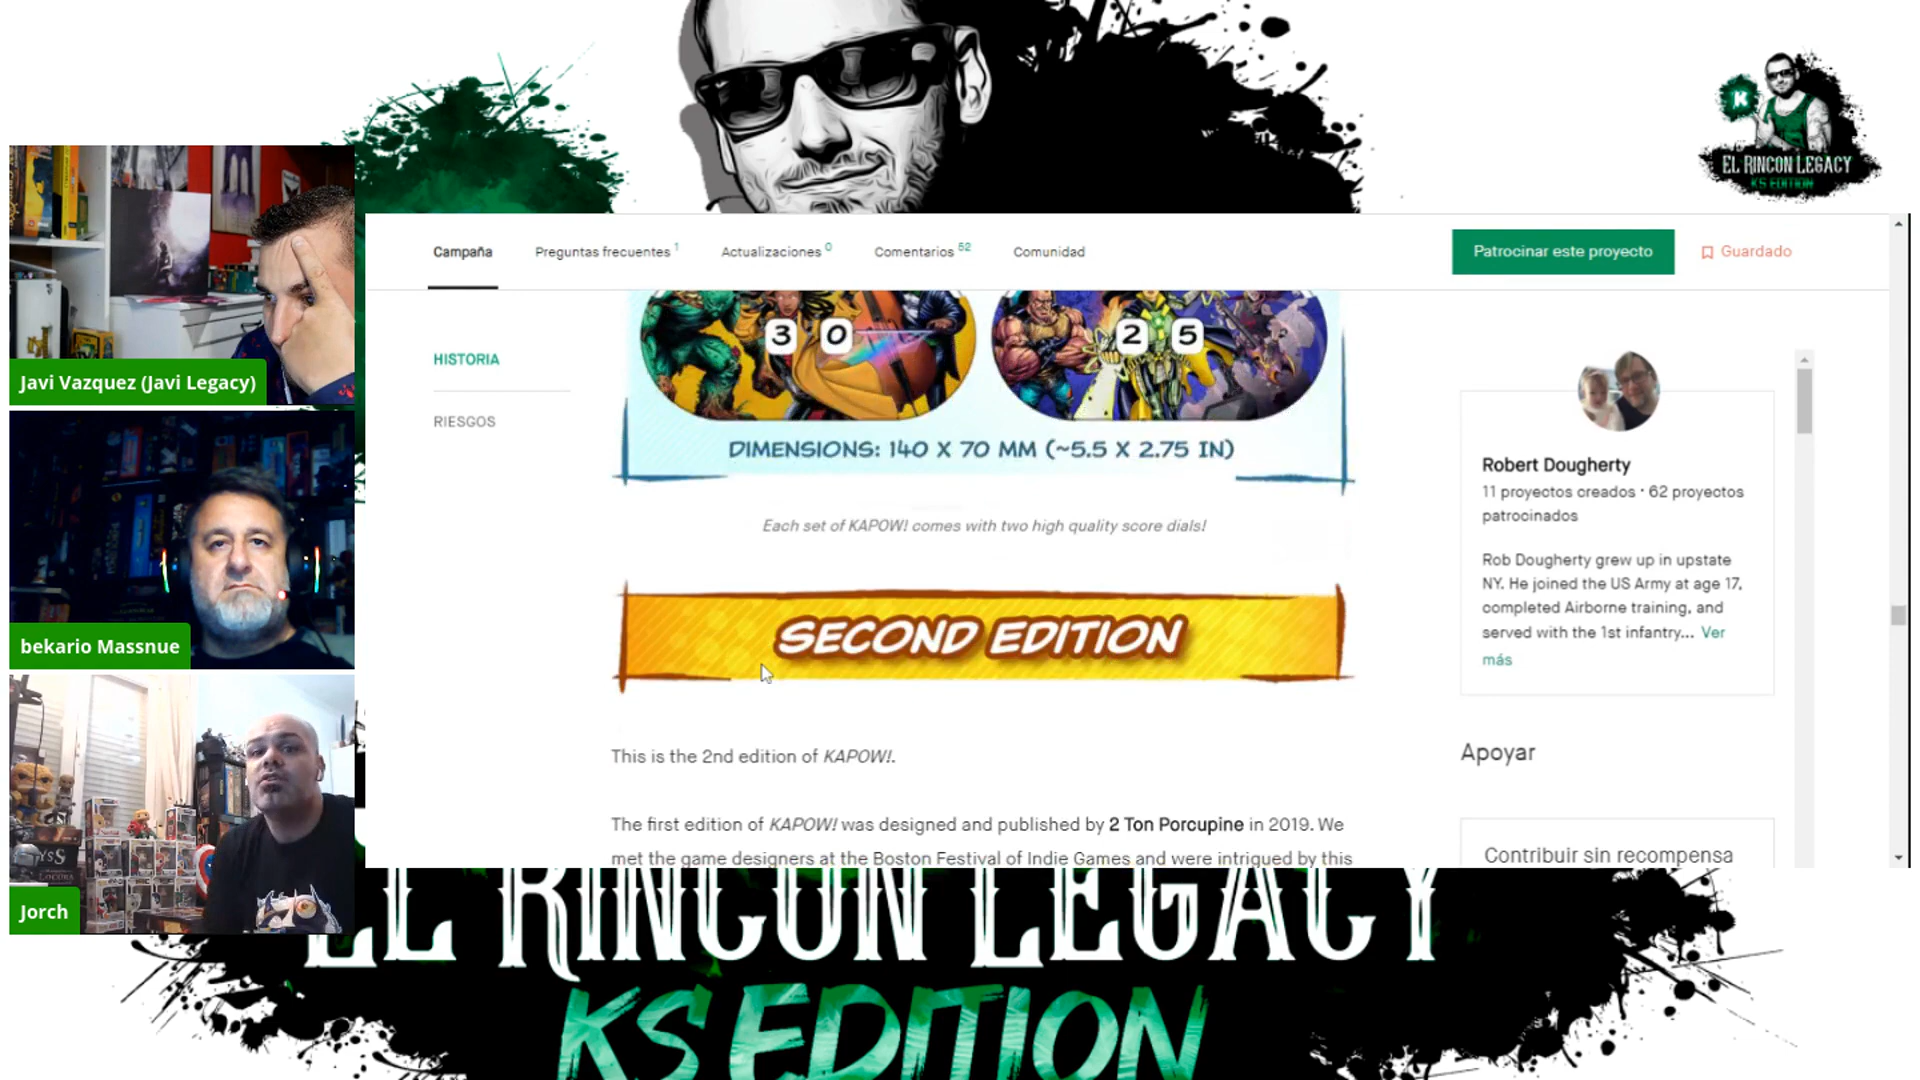 K
EL RINCON LEGACY
KS EDITION
Javi Vazquez (Javi Legacy)
bekario Massnue
Jorch
Campaña
Preguntas frecuentes 1
Actualizaciones 0
Comentarios 52
Comunidad
Patrocinar este proyecto
Guardado
HISTORIA
RIESGOS
3 0
2 5
DIMENSIONS: 140 X 70 MM (~5.5 X 2.75 IN)
Each set of KAPOW! comes with two high quality score dials!
SECOND EDITION
This is the 2nd edition of KAPOW!.
The first edition of KAPOW! was designed and published by 2 Ton Porcupine in 2019. We
met the game designers at the Boston Festival of Indie Games and were intrigued by this
Robert Dougherty
11 proyectos creados · 62 proyectos
patrocinados
Rob Dougherty grew up in upstate
NY. He joined the US Army at age 17,
completed Airborne training, and
served with the 1st infantry... Ver
más
Apoyar
Contribuir sin recompensa
EL RINCON LEGACY
KS EDITION